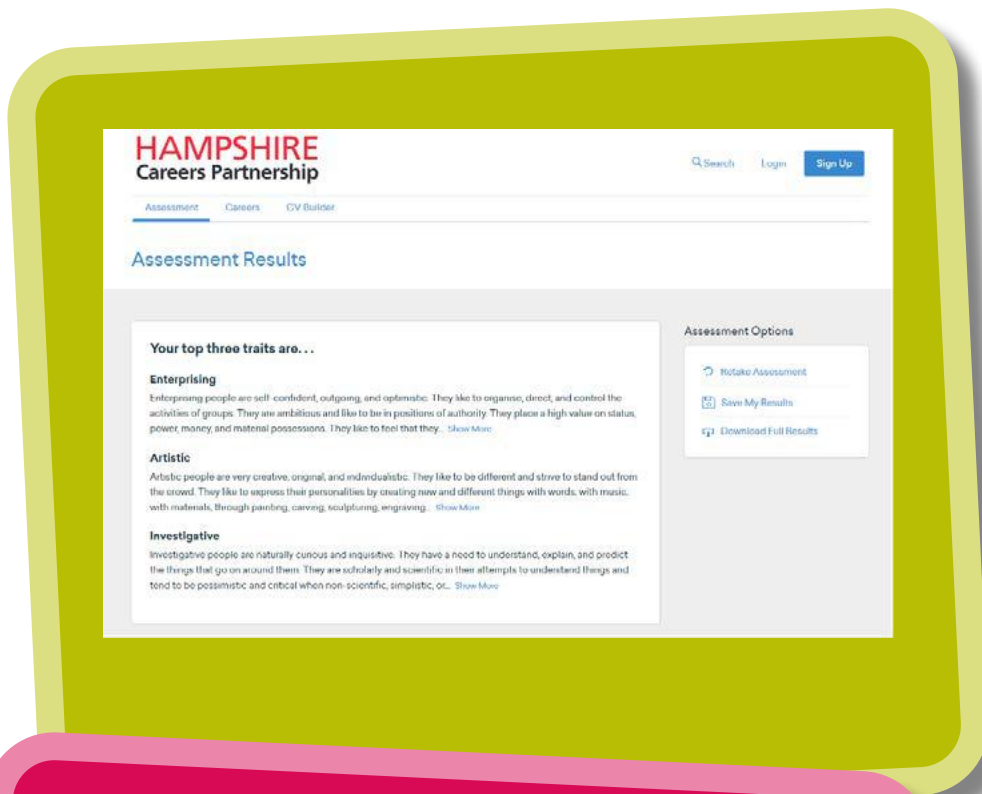 HAMPSHIRE
Careers Partnership
Search Login Sign Up
Assessment Careers CV Builder
Assessment Results
Your top three traits are...
Enterprising
Enterprising people are self-confident, outgoing, and optimistic. They like to organise, direct, and control the
activities of groups. They are ambitious and like to be in positions of authority. They place a high value on status,
power, money, and material possessions. They like to feel that they... Show More
Artistic
Artistic people are very creative, original, and individualistic. They like to be different and strive to stand out from
the crowd. They like to express their personalities by creating new and different things with words, with music,
with materials, through painting, carving, sculpturing, engraving... Show More
Investigative
Investigative people are naturally curious and inquisitive. They have a need to understand, explain, and predict
the things that go on around them. They are scholarly and scientific in their attempts to understand things and
tend to be pessimistic and critical when non-scientific, simplistic, or... Show More
Assessment Options
Retake Assessment
Save My Results
Download Full Results